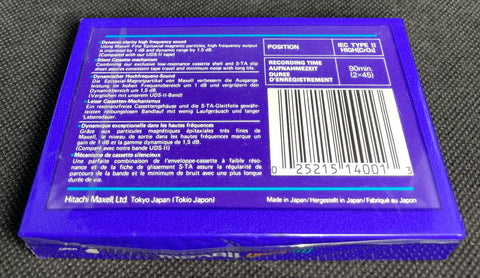 • Dynamic clarity high frequency sound
Using Maxell Fine Epitaxial magnetic particles, high frequency output
is improved by 1 dB and dynamic range by 1.5 dB.
(Compared with our UDS-II)
• Silent Cassette mechanism
Combining our exclusive low-resonance cassette shell and S·TA slip
sheet assures consistent tape travel and minimum noise with long life.
• Dynamischer Hochfrequenz-Sound
Die Epitaxial-Magnetpartikel von Maxell verbessern die Ausgangs-
leistung im hohen Frequenzbereich um 1 dB und vergrößern den
Dynamikbereich um 1,5 dB.
(Verglichen mit unserem UDS-II-Band)
• Leiser Cassetten-Mechanismus
Ein resonanzfreies Cassettengehäuse und die S·TA-Gleitfolie gewähr-
leisten reibungslosen Bandlauf mit wenig Laufgeräusch und langer
Lebensdauer.
• Dynamique exceptionnelle dans les hautes fréquences
Grâce aux particules magnétiques épitaxiales très fines de
Maxell, le niveau de sortie dans les hautes fréquences marque un
gain de 1 dB et la gamme dynamique de 1,5 dB.
(Comparé avec notre bande UDS-II)
• Mécanisme de cassette silencieux
Une parfaite combinaison de l'enveloppe-cassette à faible réso-
nance et de la fiche de glissement S·TA assure la régularité de
parcours de la bande et le minimum de bruit avec une plus longue
durée de vie.
POSITION
IEC TYPE II
HIGH(CrO₂)
RECORDING TIME
AUFNAHMEZEIT
DUREE
D'ENREGISTREMENT
90min.
(2×45)
0 25215 14001 3
Hitachi Maxell, Ltd. Tokyo Japan (Tokio Japon)
Made in Japan/Hergestellt in Japan/Fabriqué au Japon